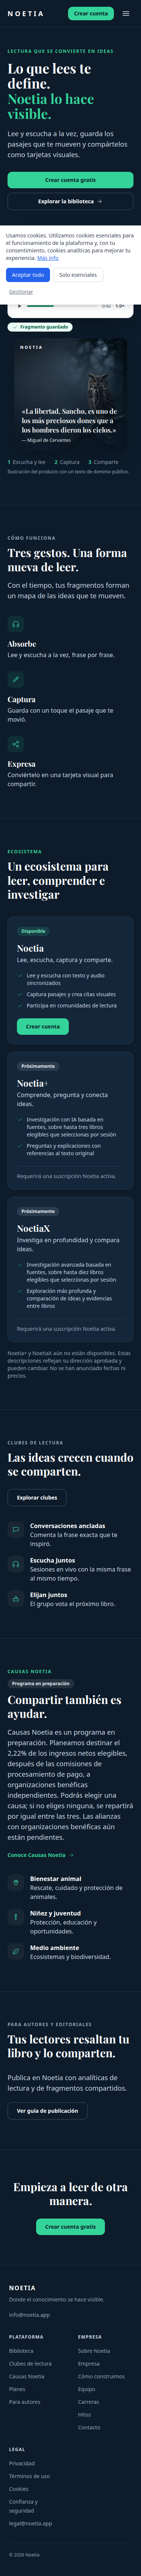 NOETIA
Crear cuenta
LECTURA QUE SE CONVIERTE EN IDEAS
Lo que lees te
define.
Noetia lo hace
visible.
Lee y escucha a la vez, guarda los
pasajes que te mueven y compártelos
como tarjetas visuales.
Crear cuenta gratis
Explorar la biblioteca →
Usamos cookies. Utilizamos cookies esenciales para
el funcionamiento de la plataforma y, con tu
consentimiento, cookies analíticas para mejorar tu
experiencia. Más info
Aceptar todo
Solo esenciales
Gestionar
0:42
1.0×
Fragmento guardado
NOETIA
«La libertad, Sancho, es uno de
los más preciosos dones que a
los hombres dieron los cielos.»
— Miguel de Cervantes
1 Escucha y lee 2 Captura 3 Comparte
Ilustración del producto con un texto de dominio público.
CÓMO FUNCIONA
Tres gestos. Una forma
nueva de leer.
Con el tiempo, tus fragmentos forman
un mapa de las ideas que te mueven.
Absorbe
Lee y escucha a la vez, frase por frase.
Captura
Guarda con un toque el pasaje que te
movió.
Expresa
Conviértelo en una tarjeta visual para
compartir.
ECOSISTEMA
Un ecosistema para
leer, comprender e
investigar
Disponible
Noetia
Lee, escucha, captura y comparte.
Lee y escucha con texto y audio
sincronizados
Captura pasajes y crea citas visuales
Participa en comunidades de lectura
Crear cuenta
Próximamente
Noetia+
Comprende, pregunta y conecta
ideas.
Investigación con IA basada en
fuentes, sobre hasta tres libros
elegibles que seleccionas por sesión
Preguntas y explicaciones con
referencias al texto original
Requerirá una suscripción Noetia activa.
Próximamente
NoetiaX
Investiga en profundidad y compara
ideas.
Investigación avanzada basada en
fuentes, sobre hasta diez libros
elegibles que seleccionas por sesión
Exploración más profunda y
comparación de ideas y evidencias
entre libros
Requerirá una suscripción Noetia activa.
Noetia+ y NoetiaX aún no están disponibles. Estas
descripciones reflejan su dirección aprobada y
pueden cambiar. No se han anunciado fechas ni
precios.
CLUBES DE LECTURA
Las ideas crecen cuando
se comparten.
Explorar clubes
Conversaciones ancladas
Comenta la frase exacta que te
inspiró.
Escucha Juntos
Sesiones en vivo con la misma frase
al mismo tiempo.
Elijan juntos
El grupo vota el próximo libro.
CAUSAS NOETIA
Programa en preparación
Compartir también es
ayudar.
Causas Noetia es un programa en
preparación. Planeamos destinar el
2,22% de los ingresos netos elegibles,
después de las comisiones de
procesamiento de pago, a
organizaciones benéficas
independientes. Podrás elegir una
causa; si no eliges ninguna, se repartirá
por igual entre las tres. Las alianzas
con organizaciones benéficas aún
están pendientes.
Conoce Causas Noetia →
Bienestar animal
Rescate, cuidado y protección de
animales.
Niñez y juventud
Protección, educación y
oportunidades.
Medio ambiente
Ecosistemas y biodiversidad.
PARA AUTORES Y EDITORIALES
Tus lectores resaltan tu
libro y lo comparten.
Publica en Noetia con analíticas de
lectura y de fragmentos compartidos.
Ver guía de publicación
Empieza a leer de otra
manera.
Crear cuenta gratis
NOETIA
Donde el conocimiento se hace visible.
info@noetia.app
PLATAFORMA
Biblioteca
Clubes de lectura
Causas Noetia
Planes
Para autores
EMPRESA
Sobre Noetia
Empresa
Cómo construimos
Equipo
Carreras
Hitos
Contacto
LEGAL
Privacidad
Términos de uso
Cookies
Confianza y
seguridad
legal@noetia.app
© 2026 Noetia